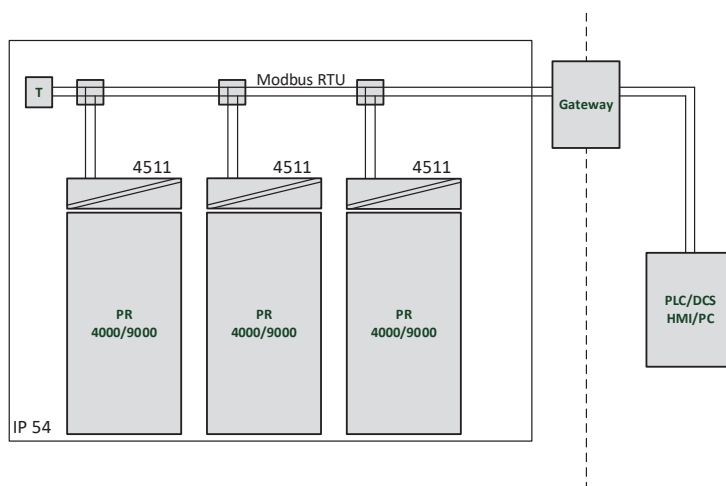 Modbus RTU
T
Gateway
4511
4511
4511
PR
4000/9000
PR
4000/9000
PR
4000/9000
PLC/DCS
HMI/PC
IP 54